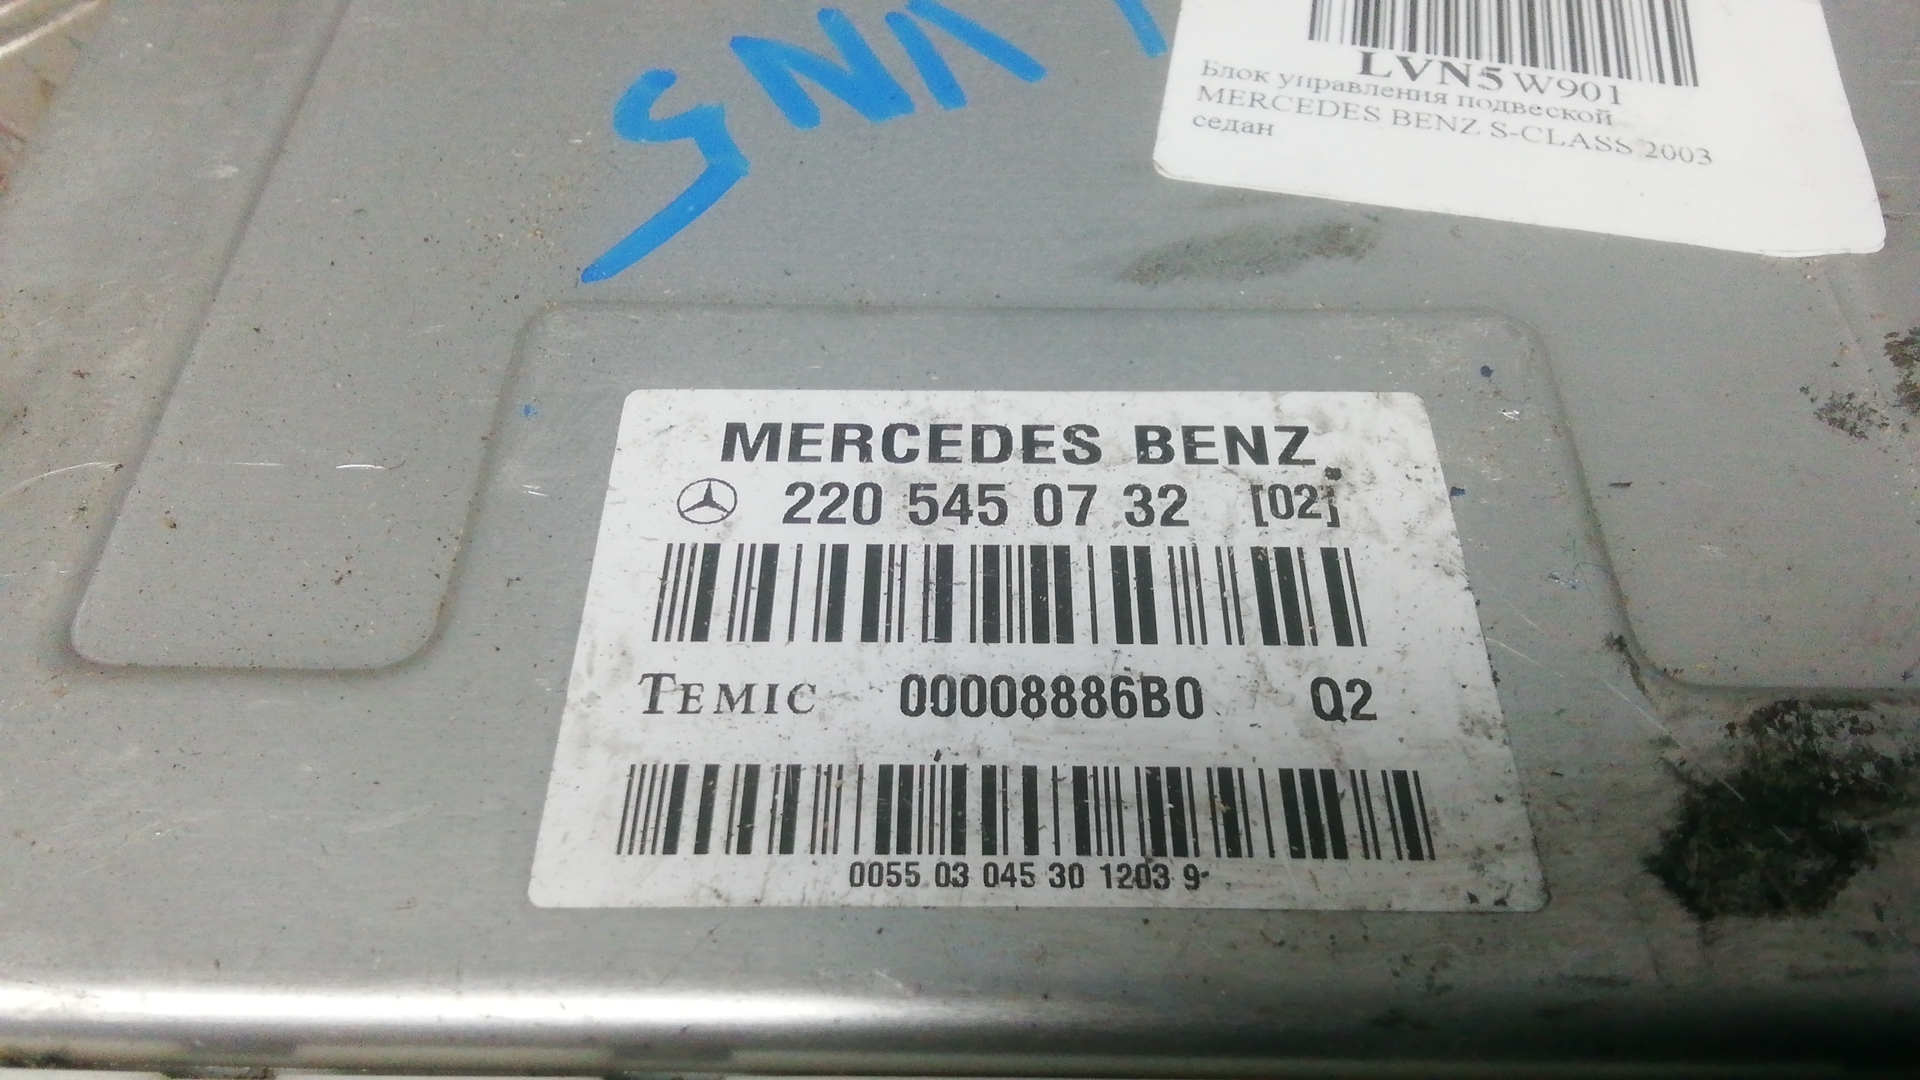 LVN5W901
Блок управления подвеской
MERCEDES BENZ S-CLASS 2003
седан
MERCEDES BENZ
220 545 07 32 [02]
TEMIC 00008886B0 Q2
0055 03 045 30 1203 9